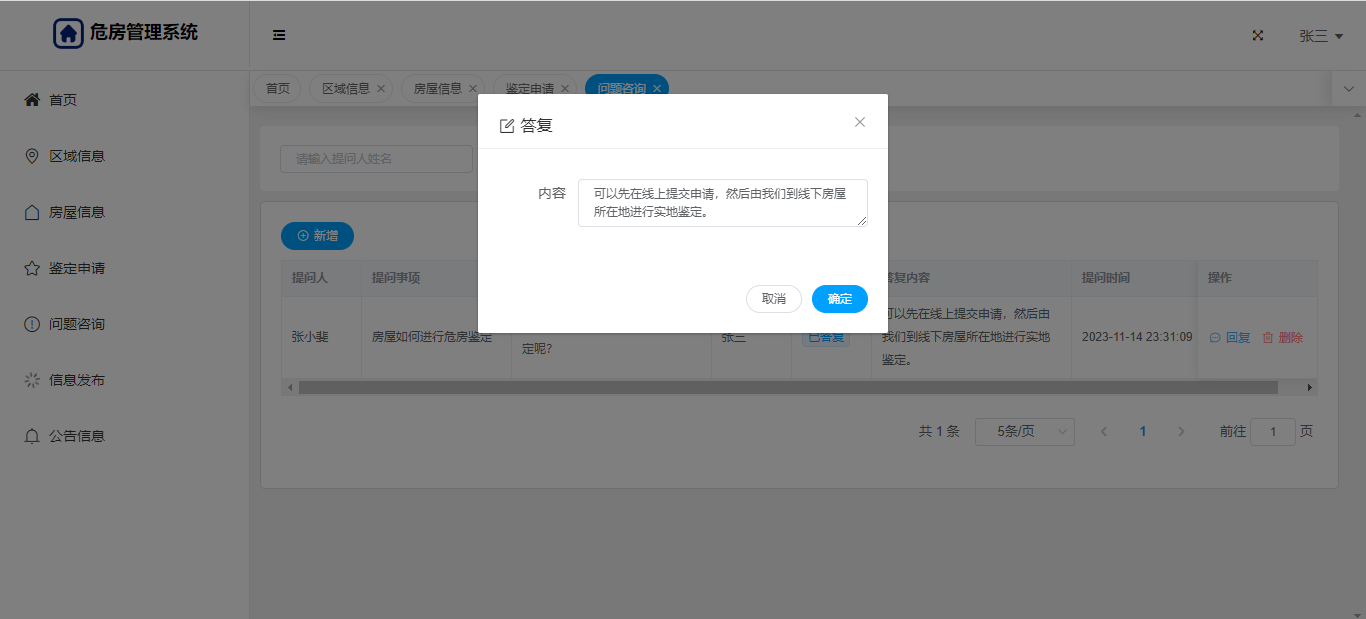 危房管理系统
张三
首页
区域信息
房屋信息
鉴定申请
问题咨询
信息发布
公告信息
首页
区域信息
房屋信息
鉴定申请
问题咨询
请输入提问人姓名
答复
内容
可以先在线上提交申请，然后由我们到线下房屋
所在地进行实地鉴定。
取消
确定
新增
提问人
提问事项
答复内容
提问时间
操作
张小斐
房屋如何进行危房鉴定
定呢？
张三
已答复
可以先在线上提交申请，然后由
我们到线下房屋所在地进行实地
鉴定。
2023-11-14 23:31:09
回复
删除
共 1 条
5条/页
1
前往
1
页